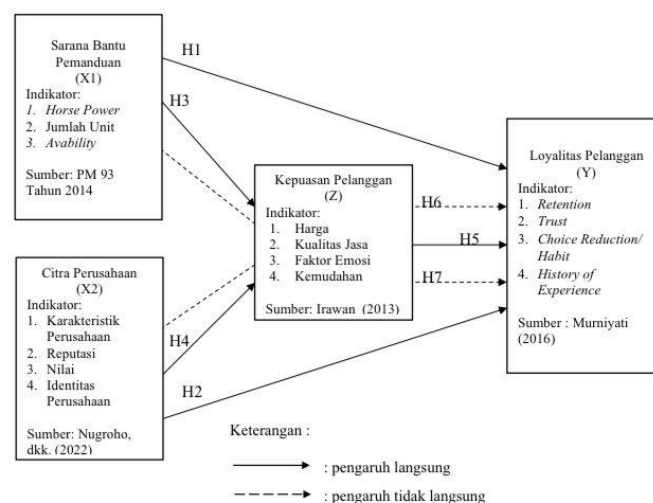 Sarana Bantu
Pemanduan
(X1)
Indikator:
1. Horse Power
2. Jumlah Unit
3. Avability
Sumber: PM 93
Tahun 2014
Citra Perusahaan
(X2)
Indikator:
1. Karakteristik
Perusahaan
2. Reputasi
3. Nilai
4. Identitas
Perusahaan
Sumber: Nugroho,
dkk. (2022)
H1
H3
H4
H2
Kepuasan Pelanggan
(Z)
Indikator:
1. Harga
2. Kualitas Jasa
3. Faktor Emosi
4. Kemudahan
Sumber: Irawan (2013)
H6
H5
H7
Loyalitas Pelanggan
(Y)
Indikator:
1. Retention
2. Trust
3. Choice Reduction/
Habit
4. History of
Experience
Sumber : Murniyati
(2016)
Keterangan :
: pengaruh langsung
: pengaruh tidak langsung